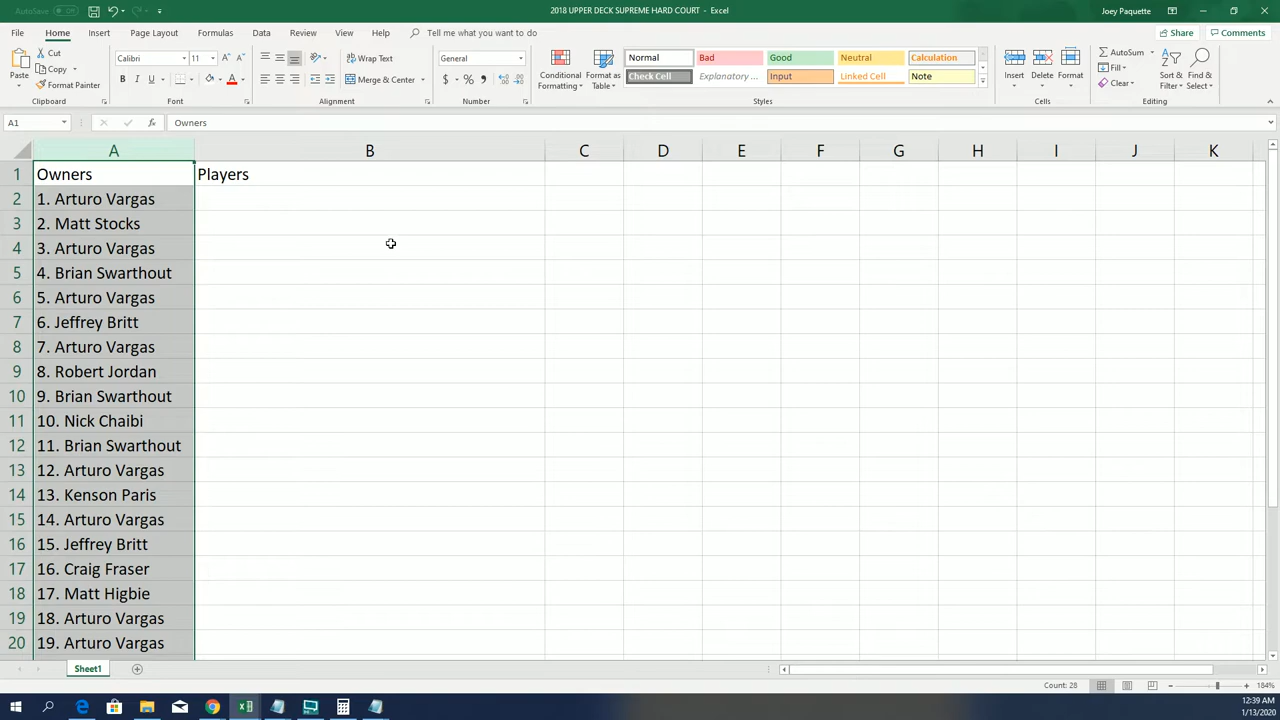 AutoSave Off
2018 UPPER DECK SUPREME HARD COURT - Excel
Joey Paquette
File Home Insert Page Layout Formulas Data Review View Help Tell me what you want to do
Share Comments
Paste Cut Copy Format Painter Clipboard
Calibri 11 B I U A A A Font
Wrap Text Merge & Center Alignment
General $ % , Number
Conditional Formatting Format as Table
Normal Bad Good Neutral Calculation
Check Cell Explanatory ... Input Linked Cell Note
Styles
Insert Delete Format Cells
AutoSum Fill Clear Sort & Filter Find & Select Editing
A1 fx Owners
A B C D E F G H I J K
1 Owners Players
2 1. Arturo Vargas
3 2. Matt Stocks
4 3. Arturo Vargas
5 4. Brian Swarthout
6 5. Arturo Vargas
7 6. Jeffrey Britt
8 7. Arturo Vargas
9 8. Robert Jordan
10 9. Brian Swarthout
11 10. Nick Chaibi
12 11. Brian Swarthout
13 12. Arturo Vargas
14 13. Kenson Paris
15 14. Arturo Vargas
16 15. Jeffrey Britt
17 16. Craig Fraser
18 17. Matt Higbie
19 18. Arturo Vargas
20 19. Arturo Vargas
Sheet1
Count: 28 184%
12:39 AM
1/13/2020